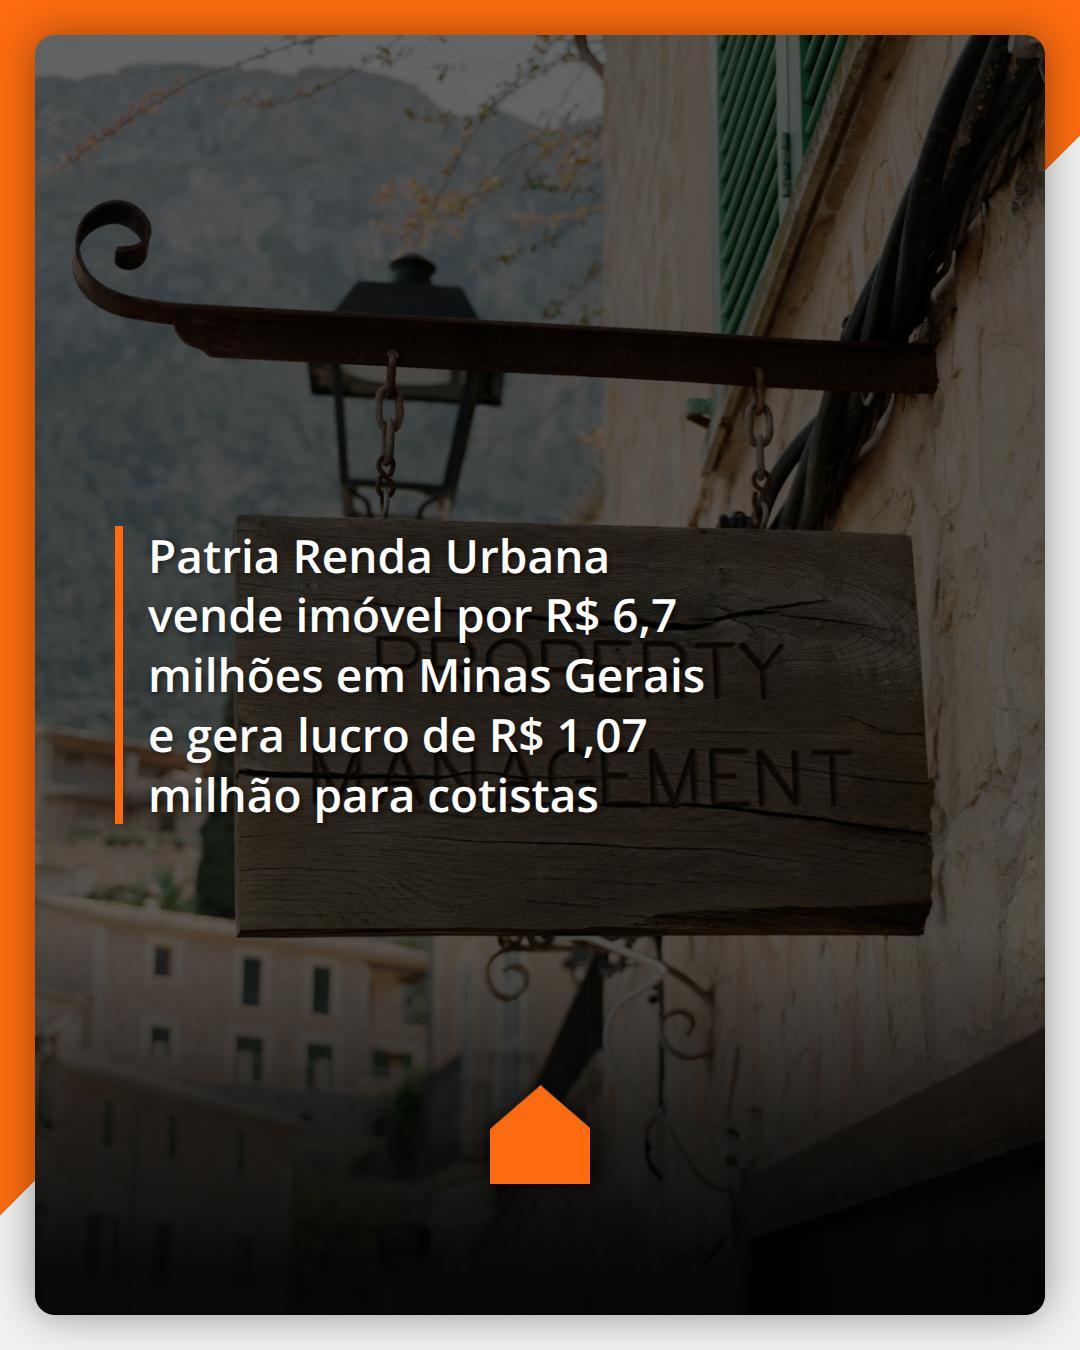 Patria Renda Urbana
vende imóvel por R$ 6,7
milhões em Minas Gerais
e gera lucro de R$ 1,07
milhão para cotistas
PROPERTY
MANAGEMENT